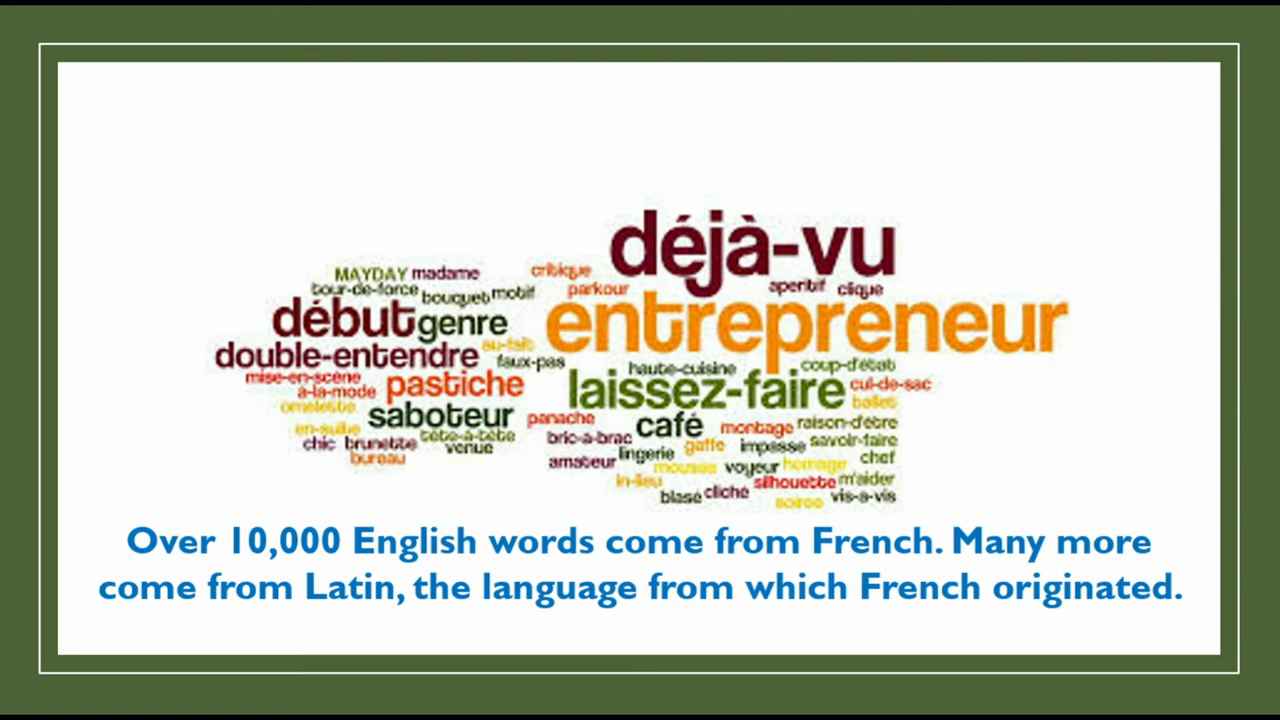 déjà-vu
MAYDAY madame critique
tour-de-force bouquet motif parkour aperitif clique
début genre entrepreneur
double-entendre au-fait faux-pas haute-cuisine coup-d'état
mise-en-scène à-la-mode pastiche laissez-faire cul-de-sac
omelette saboteur panache café montage raison-d'être ballet
en-suite chic brunette tête-à-tête venue bric-a-brac lingerie gaffe impasse savoir-faire
bureau amateur mousse voyeur homage chef
in-lieu silhouette m'aider
blasé cliché soiree vis-a-vis
Over 10,000 English words come from French. Many more
come from Latin, the language from which French originated.